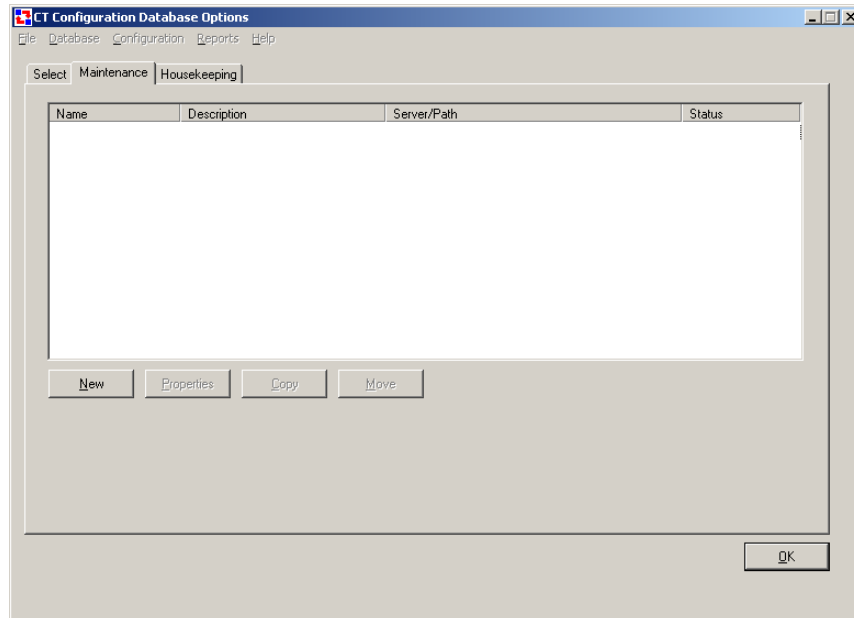 CT Configuration Database Options
File Database Configuration Reports Help
Select Maintenance Housekeeping
Name Description Server/Path Status
New Properties Copy Move
OK